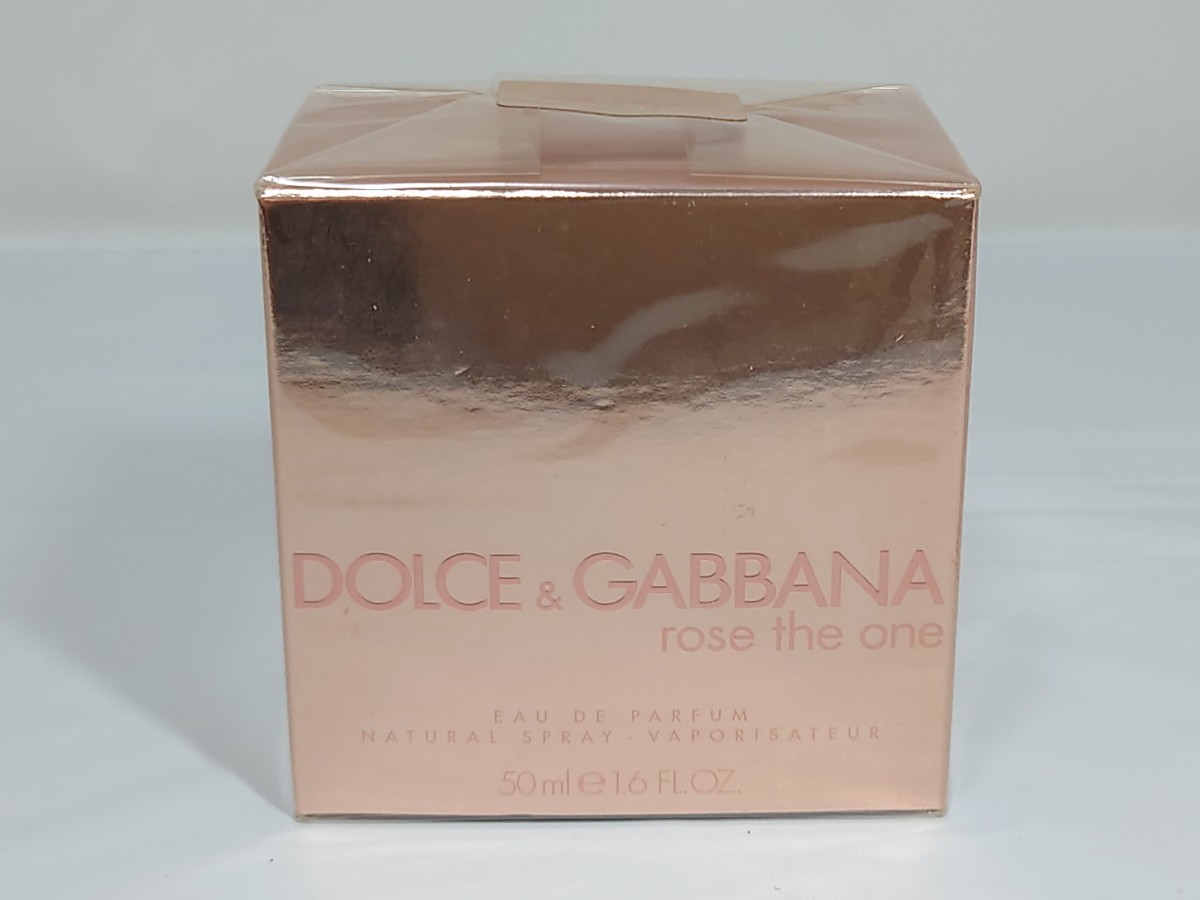 DOLCE & GABBANA
rose the one
EAU DE PARFUM
NATURAL SPRAY · VAPORISATEUR
50 ml ℮ 1.6 FL.OZ.